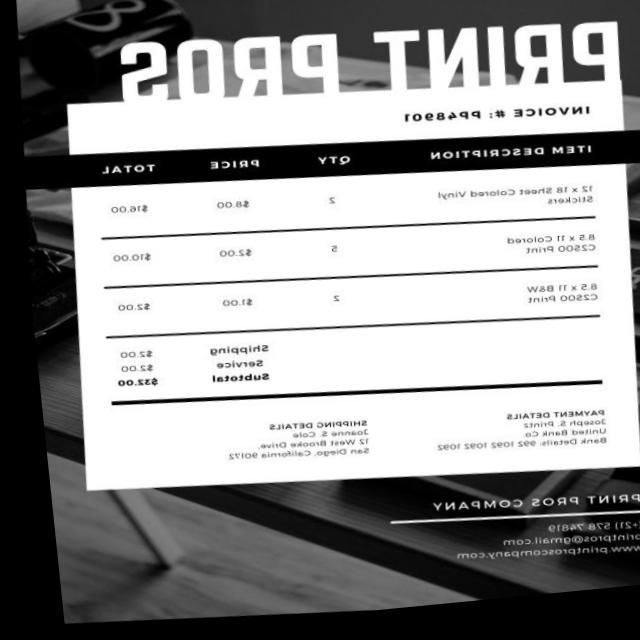 PRINT PROS
INVOICE #: PP48901
ITEM DESCRIPTION QTY PRICE TOTAL
12 x 18 Sheet Colored Vinyl
Stickers 2 $8.00 $16.00
8.5 x 11 Colored
C2S00 Print 5 $2.00 $10.00
8.5 x 11 B&W
C2S00 Print 2 $1.00 $2.00
Shipping $2.00
Service $2.00
Subtotal $32.00
PAYMENT DETAILS
Joseph S. Printz
United Bank Co.
Bank Details: 992 1092 1092 1092
SHIPPING DETAILS
Joanne S. Cole
12 West Brooke Drive,
San. Diego. California 90172
PRINT PROS COMPANY
(+21) 578 74819
printpros@gmail.com
www.printproscompany.com